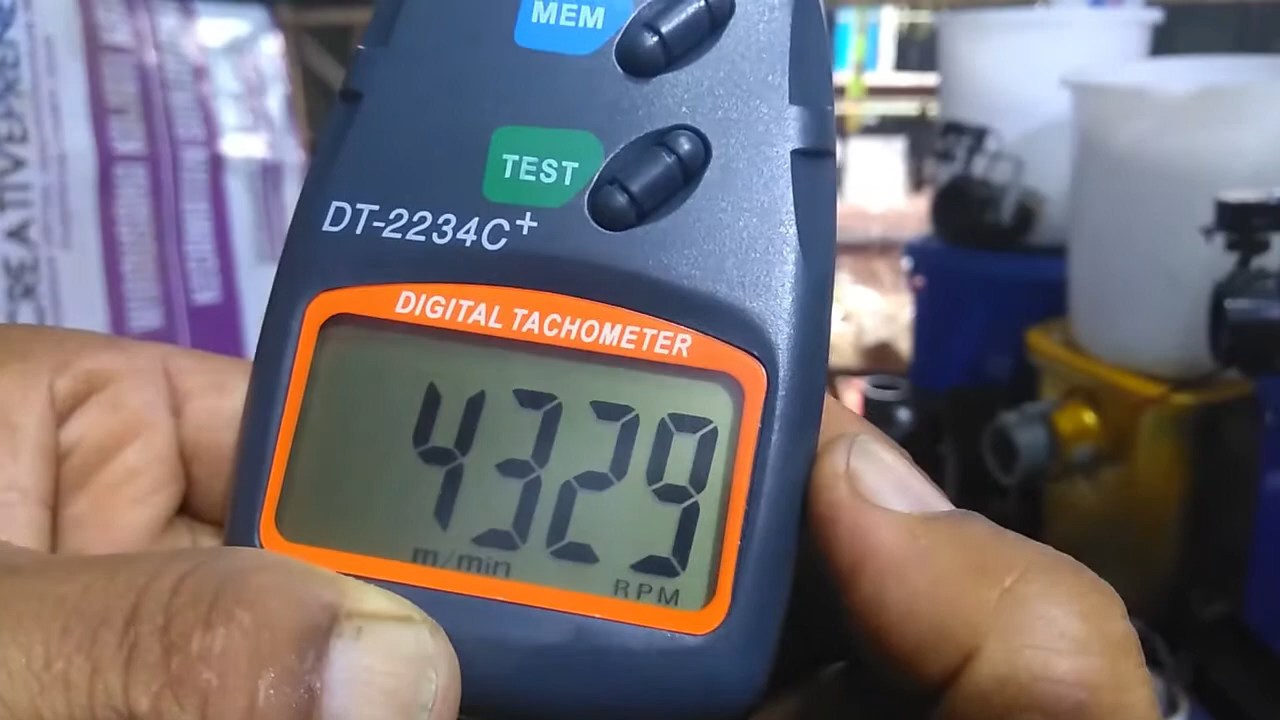 MEM
TEST
DT-2234C+
DIGITAL TACHOMETER
4329
m/min
RPM